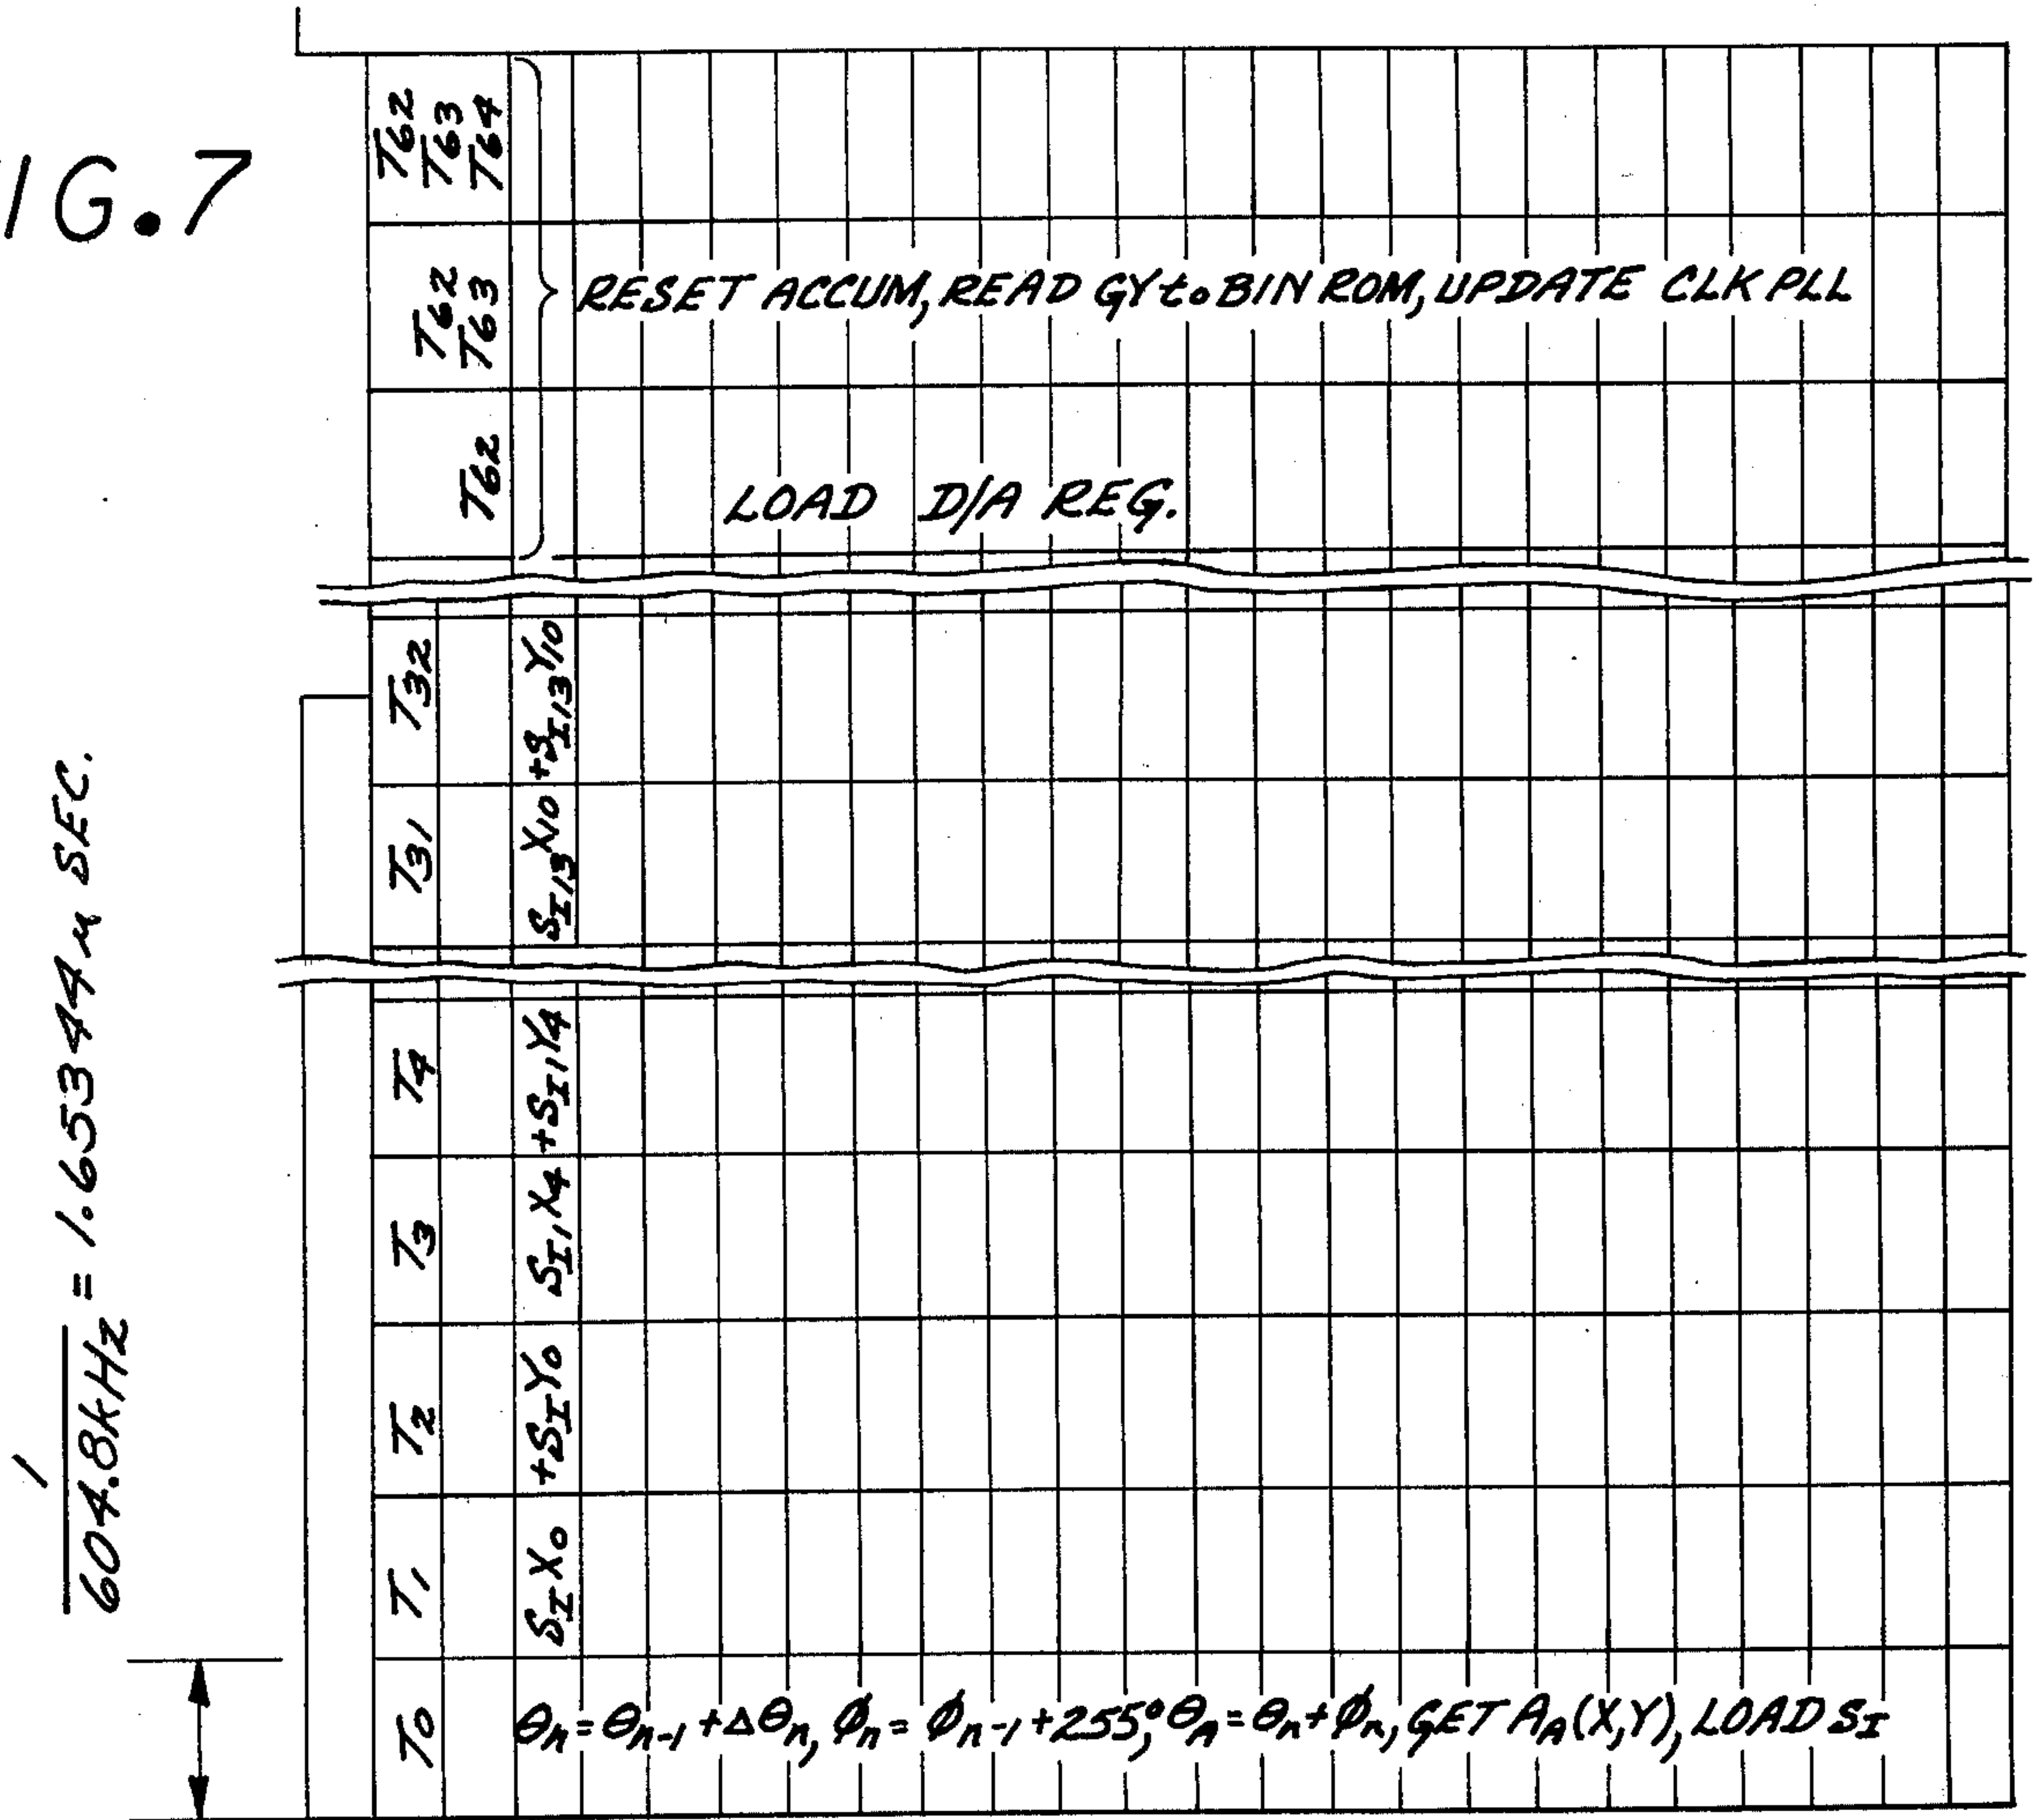 IG.7
T62
T63
T64
T62
T63
T62
RESET ACCUM, READ GY to BIN ROM, UPDATE CLK PLL
LOAD D/A REG.
T32
+SI13Y10
T31
SI13X10
T4
+SI1Y4
T3
SI1X4
T2
+SIY0
T1
SIX0
T0
θn=θn-1+Δθn, ϕn=ϕn-1+255,° θA=θn+ϕn, GET AA(X,Y), LOAD SI
1
604.8kHz
= 1.65344 μ SEC.